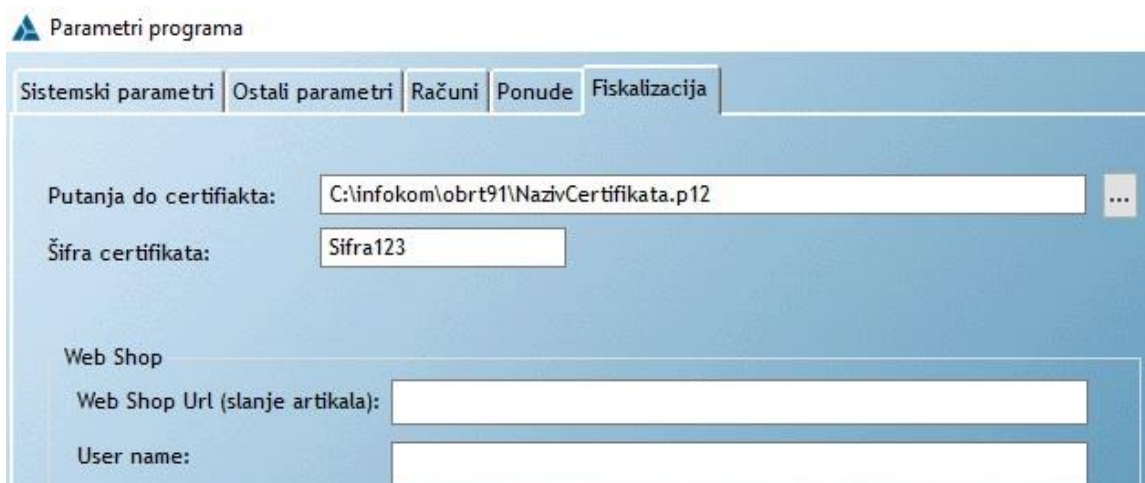 Parametri programa
Sistemski parametri Ostali parametri Računi Ponude Fiskalizacija
Putanja do certifiakta: C:\infokom\obrt91\NazivCertifikata.p12 ...
Šifra certifikata: Sifra123
Web Shop
Web Shop Url (slanje artikala):
User name: